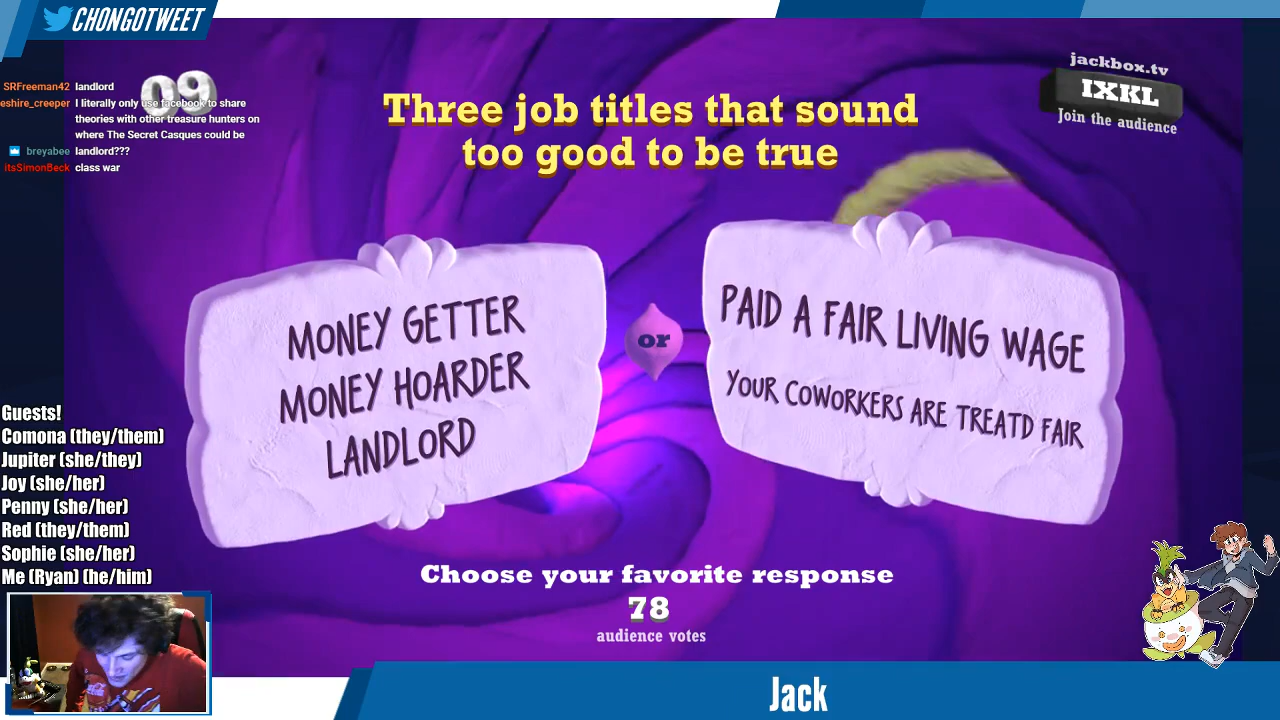 CHONGOTWEET
SRFreeman42 landlord
eshire_creeper I literally only use facebook to share
theories with other treasure hunters on
where The Secret Casques could be
breyabee landlord???
itsSimonBeck class war
09
Three job titles that sound
too good to be true
jackbox.tv
IXKL
Join the audience
MONEY GETTER
MONEY HOARDER
LANDLORD
or
PAID A FAIR LIVING WAGE
YOUR COWORKERS ARE TREATD FAIR
Guests!
Comona (they/them)
Jupiter (she/they)
Joy (she/her)
Penny (she/her)
Red (they/them)
Sophie (she/her)
Me (Ryan) (he/him)
Choose your favorite response
78
audience votes
Jack